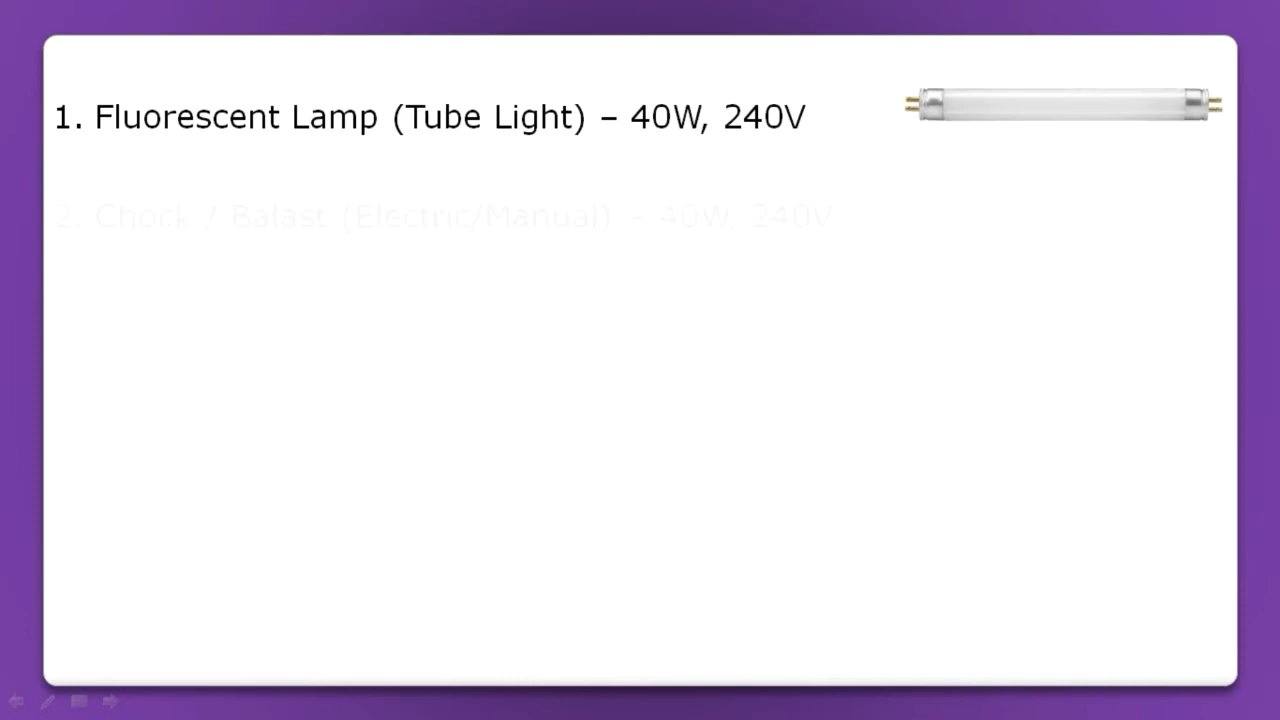 1. Fluorescent Lamp (Tube Light) – 40W, 240V
2. Chock / Balast (Electric/Manual) – 40W, 240V